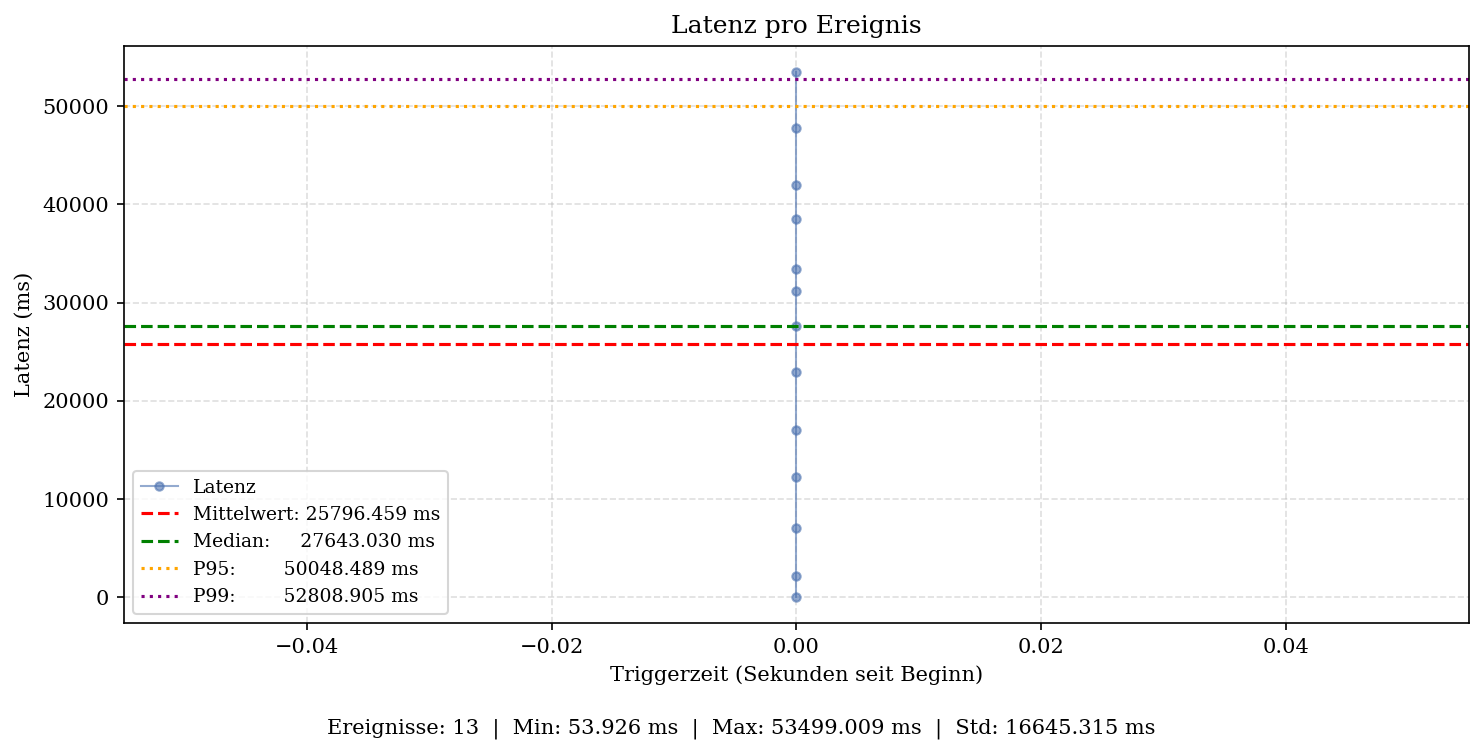 Latenz pro Ereignis
Latenz (ms)
50000
40000
30000
20000
10000
0
Latenz
Mittelwert: 25796.459 ms
Median: 27643.030 ms
P95: 50048.489 ms
P99: 52808.905 ms
−0.04 −0.02 0.00 0.02 0.04
Triggerzeit (Sekunden seit Beginn)
Ereignisse: 13 | Min: 53.926 ms | Max: 53499.009 ms | Std: 16645.315 ms